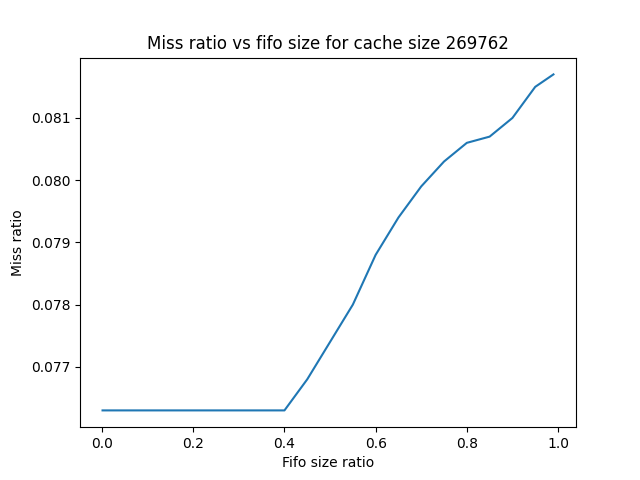 Miss ratio vs fifo size for cache size 269762
Miss ratio
0.081
0.080
0.079
0.078
0.077
0.0 0.2 0.4 0.6 0.8 1.0
Fifo size ratio